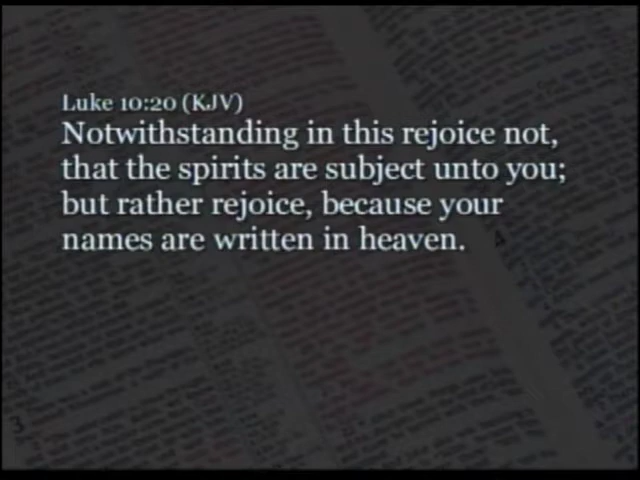 Luke 10:20 (KJV)
Notwithstanding in this rejoice not,
that the spirits are subject unto you;
but rather rejoice, because your
names are written in heaven.